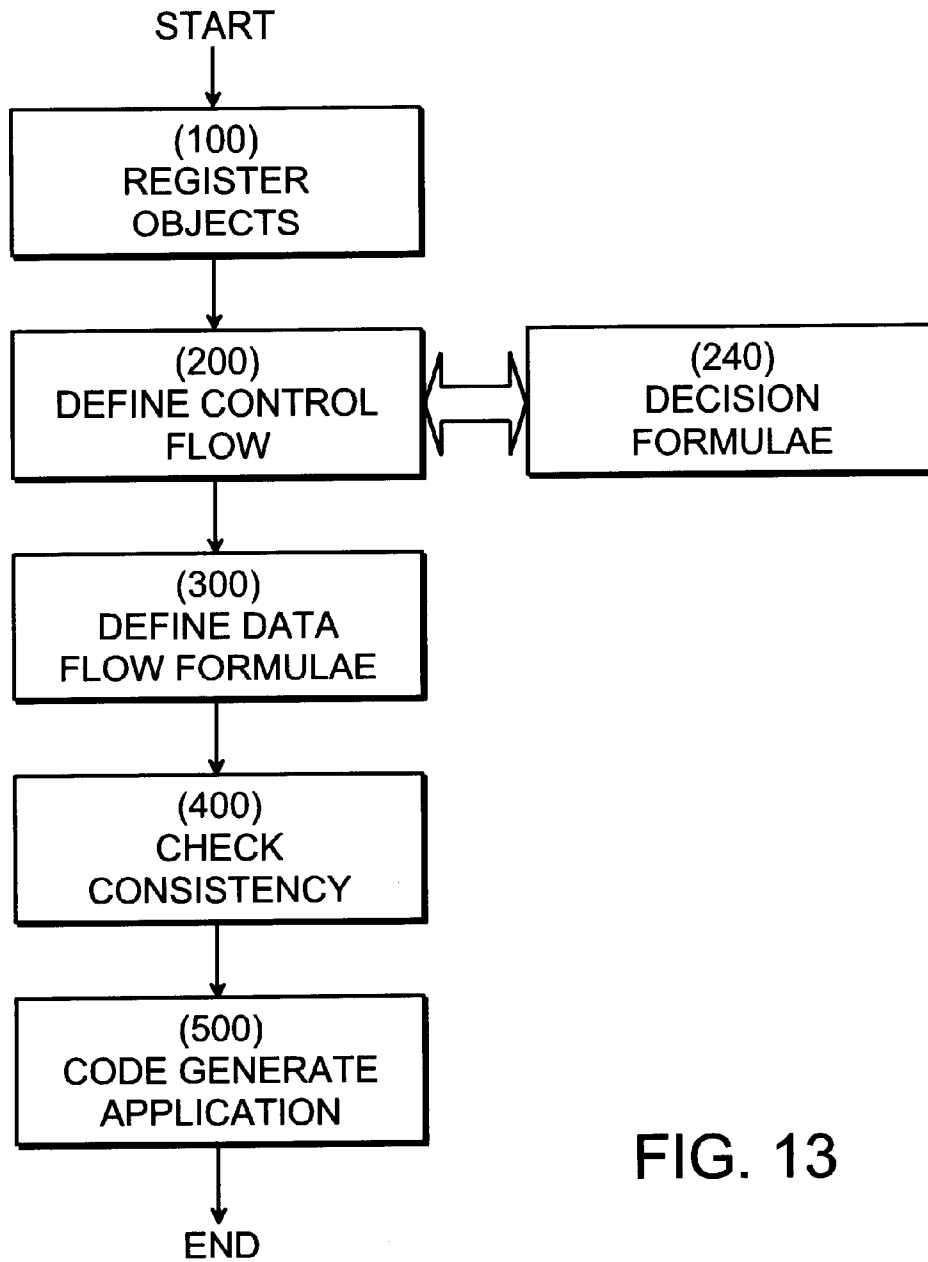 START
(100)
REGISTER
OBJECTS
(200)
DEFINE CONTROL
FLOW
(240)
DECISION
FORMULAE
(300)
DEFINE DATA
FLOW FORMULAE
(400)
CHECK
CONSISTENCY
(500)
CODE GENERATE
APPLICATION
END
FIG. 13